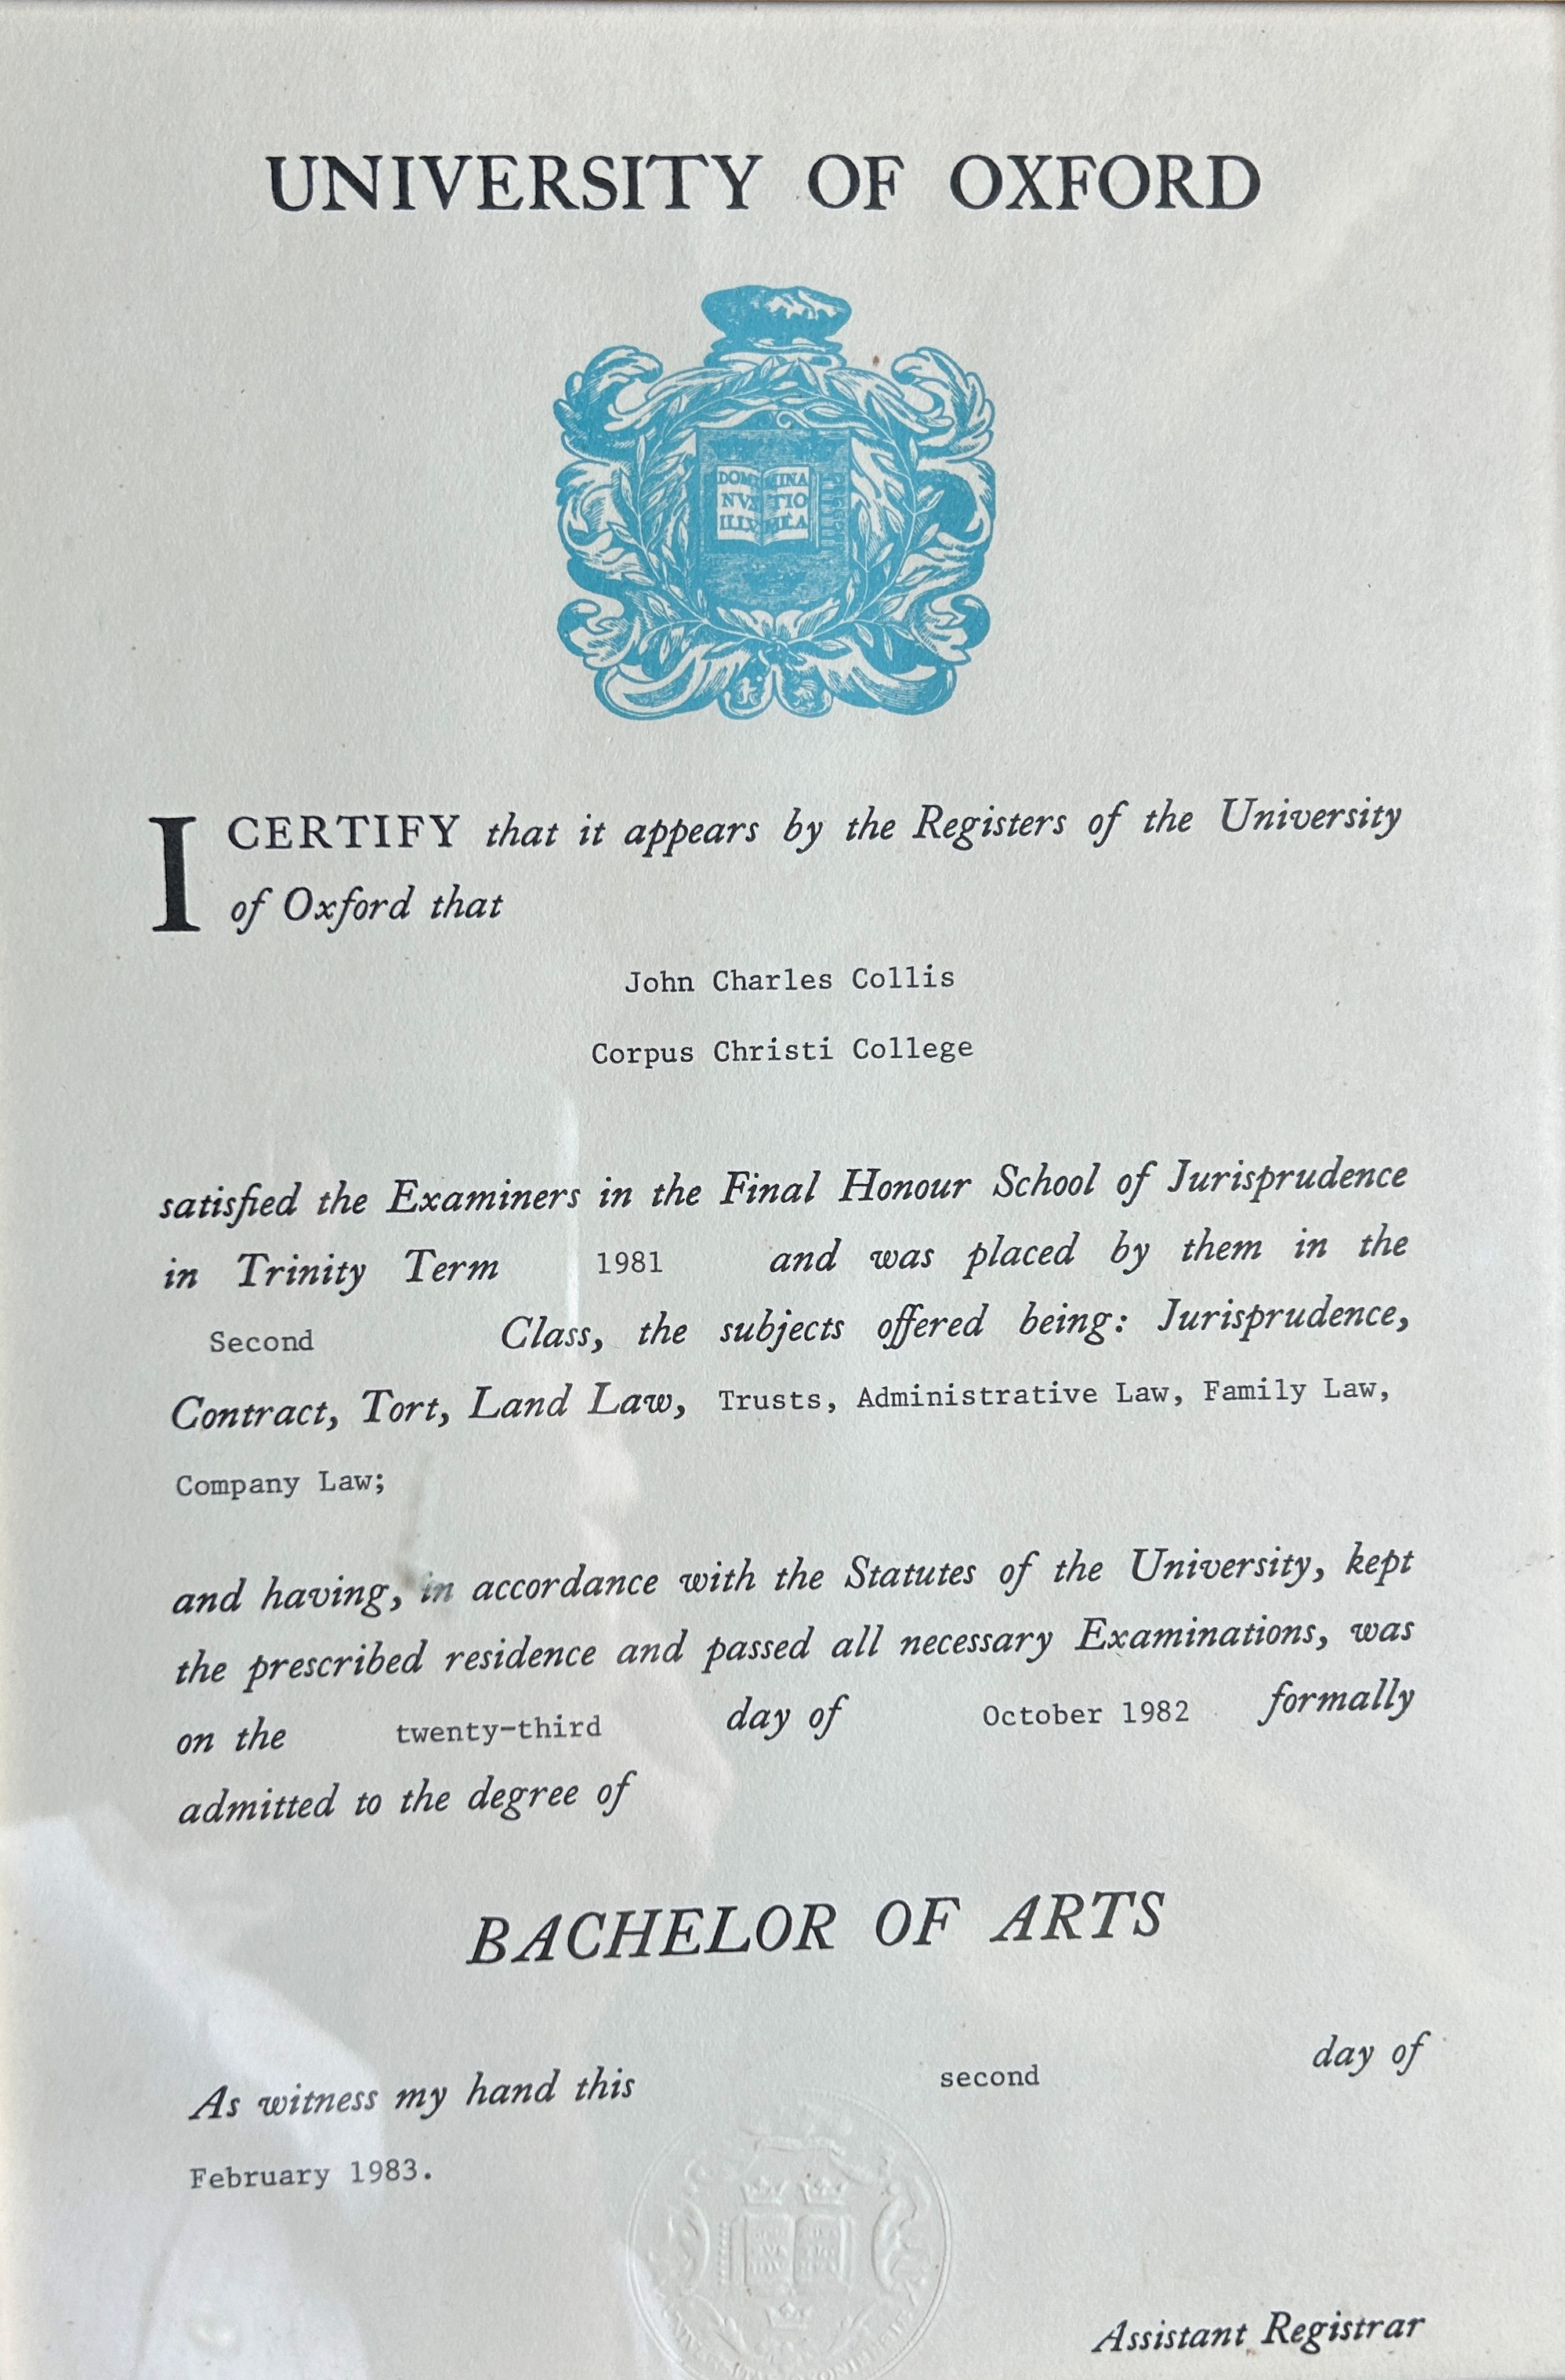 UNIVERSITY OF OXFORD
DOMI MINA
NVS TIO
ILLV MEA
I CERTIFY that it appears by the Registers of the University
of Oxford that
John Charles Collis
Corpus Christi College
satisfied the Examiners in the Final Honour School of Jurisprudence
in Trinity Term 1981 and was placed by them in the
Second Class, the subjects offered being: Jurisprudence,
Contract, Tort, Land Law, Trusts, Administrative Law, Family Law,
Company Law;
and having, in accordance with the Statutes of the University, kept
the prescribed residence and passed all necessary Examinations, was
on the twenty-third day of October 1982 formally
admitted to the degree of
BACHELOR OF ARTS
As witness my hand this second day of
February 1983.
Assistant Registrar